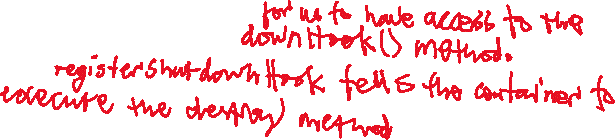 for us to have access to the
downHook() method.
registerShutdownHook tells the container to
execute the destroy method